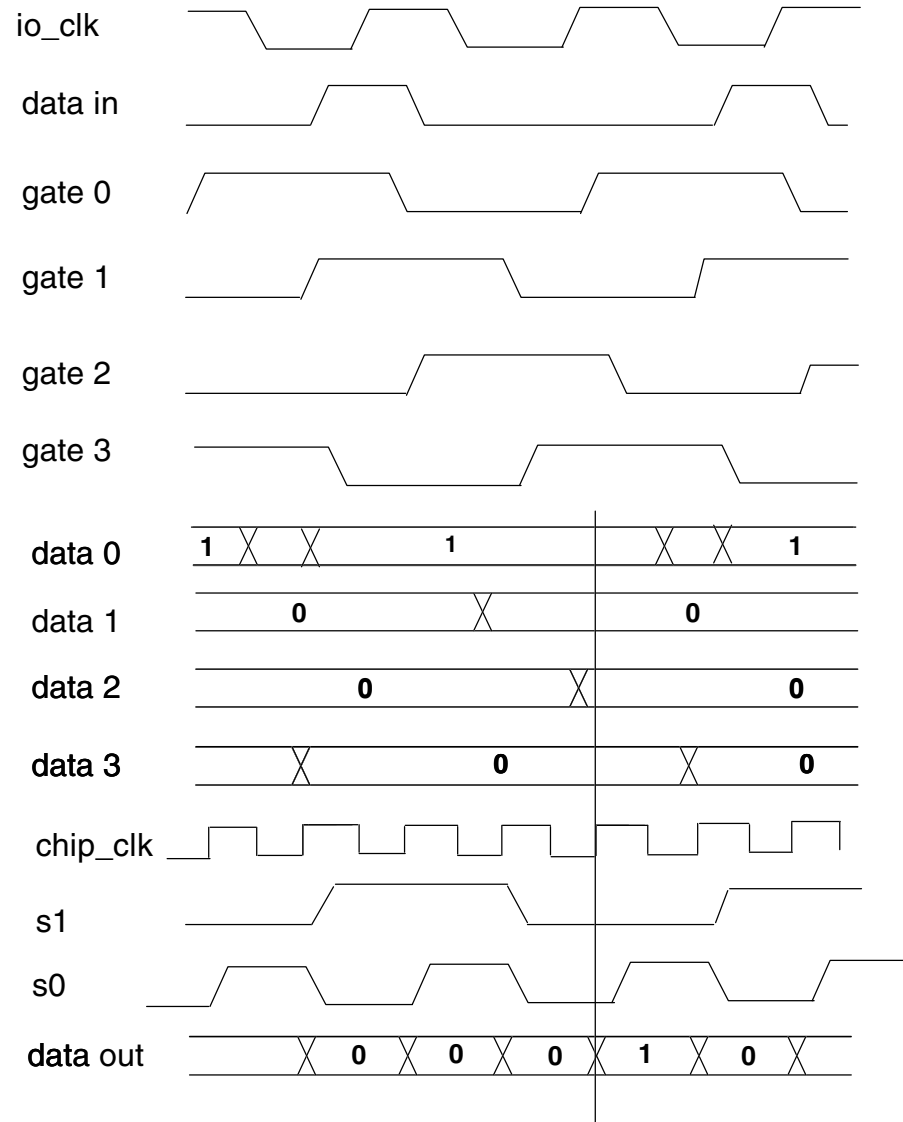 io_clk
data in
gate 0
gate 1
gate 2
gate 3
data 0 1 1 1
data 1 0 0
data 2 0 0
data 3 0 0
chip_clk
s1
s0
data out 0 0 0 1 0